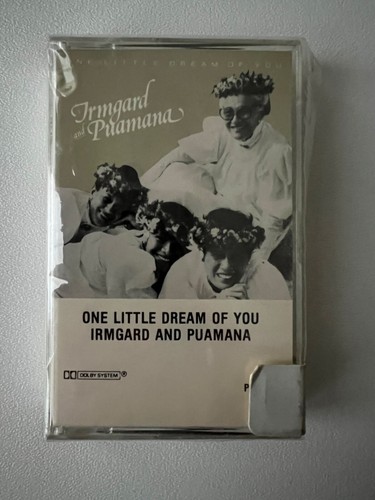 ONE LITTLE DREAM OF YOU
Irmgard
and Puamana
ONE LITTLE DREAM OF YOU
IRMGARD AND PUAMANA
DOLBY SYSTEM®
P